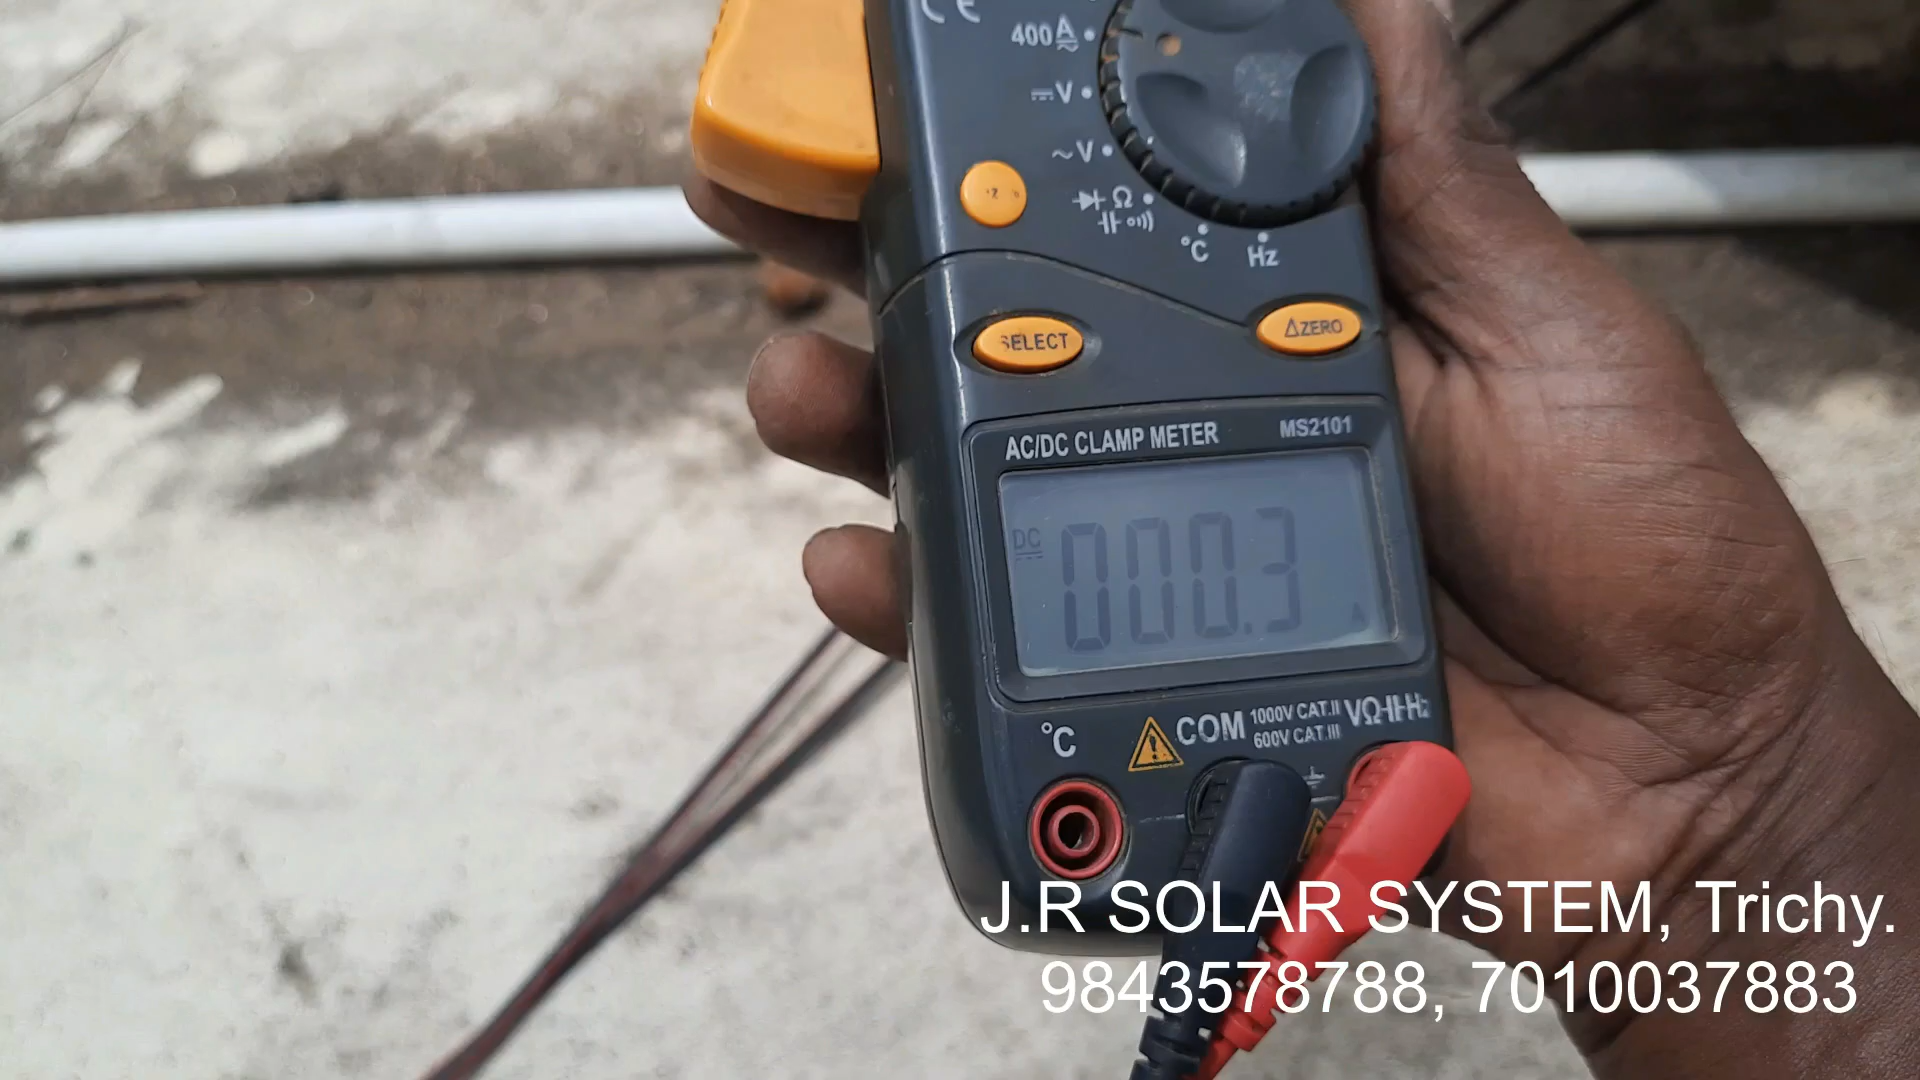 CE
400A
V
~V
Ω
°C
Hz
SELECT
ΔZERO
AC/DC CLAMP METER
MS2101
DC
000.3
A
°C
COM
1000V CAT.II
600V CAT.III
VΩHz
J.R SOLAR SYSTEM, Trichy.
9843578788, 7010037883